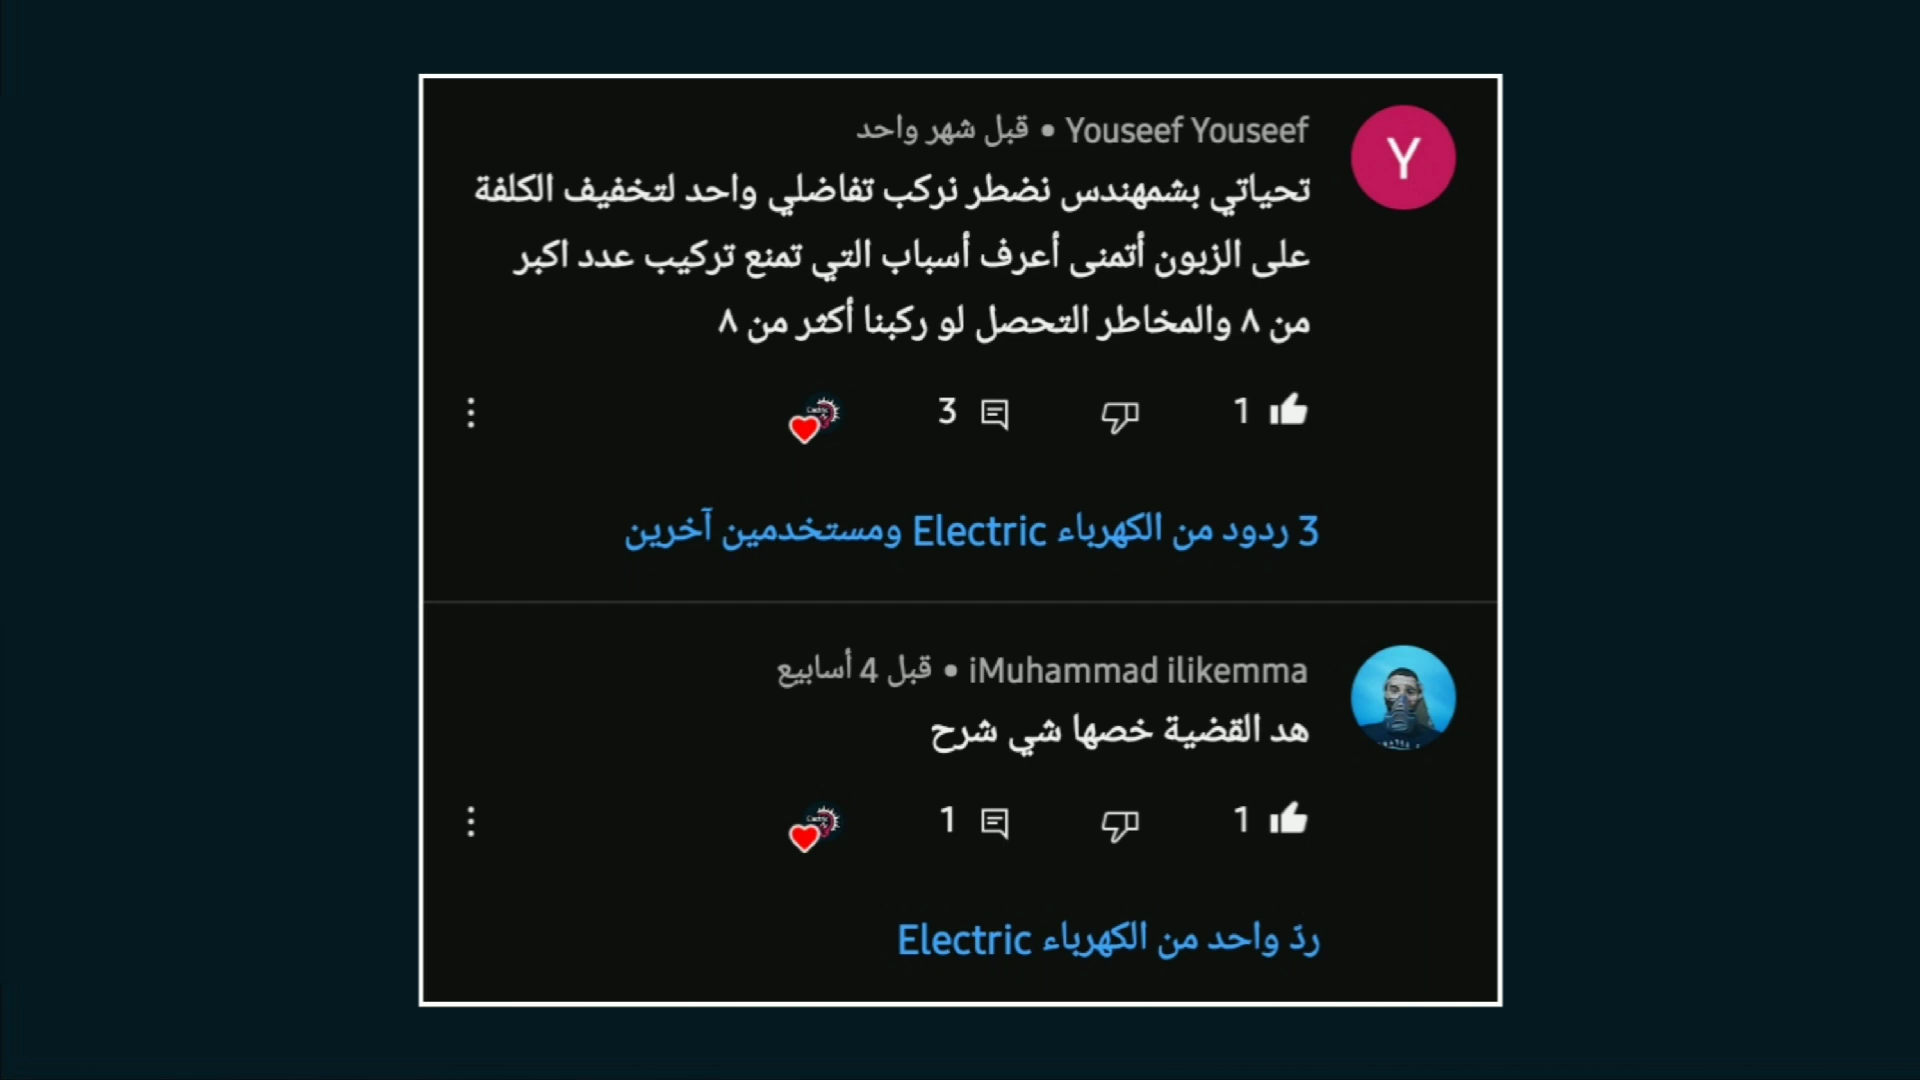 Y
Youseef Youseef • قبل شهر واحد
تحياتي بشمهندس نضطر نركب تفاضلي واحد لتخفيف الكلفة
على الزبون أتمنى أعرف أسباب التي تمنع تركيب عدد اكبر
من ٨ والمخاطر التحصل لو ركبنا أكثر من ٨
1 3
3 ردود من الكهرباء Electric ومستخدمين آخرين
iMuhammad ilikemma • قبل 4 أسابيع
هد القضية خصها شي شرح
1 1
ردّ واحد من الكهرباء Electric